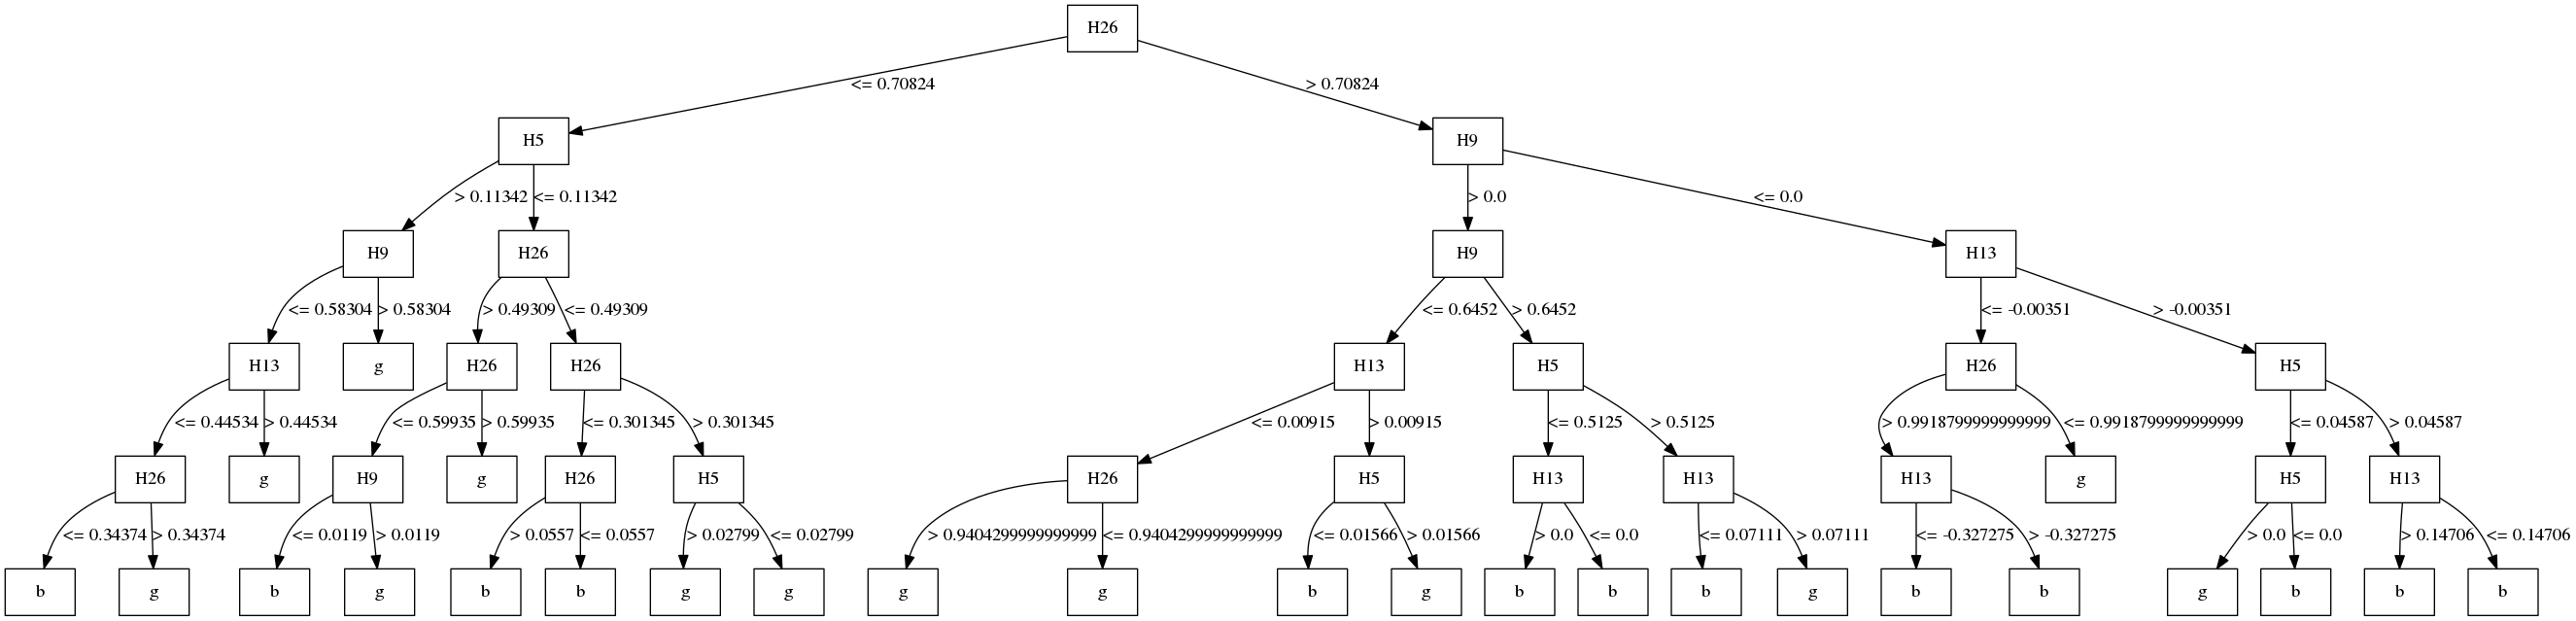 H26
<= 0.70824
> 0.70824
H5
H9
> 0.11342
<= 0.11342
> 0.0
<= 0.0
H9
H26
H9
H13
<= 0.58304
> 0.58304
> 0.49309
<= 0.49309
<= 0.6452
> 0.6452
<= -0.00351
> -0.00351
H13
g
H26
H26
H13
H5
H26
H5
<= 0.44534
> 0.44534
<= 0.59935
> 0.59935
<= 0.301345
> 0.301345
<= 0.00915
> 0.00915
<= 0.5125
> 0.5125
> 0.9918799999999999
<= 0.9918799999999999
<= 0.04587
> 0.04587
H26
g
H9
g
H26
H5
H26
H5
H13
H13
H13
g
H5
H13
<= 0.34374
> 0.34374
<= 0.0119
> 0.0119
> 0.0557
<= 0.0557
> 0.02799
<= 0.02799
> 0.9404299999999999
<= 0.9404299999999999
<= 0.01566
> 0.01566
> 0.0
<= 0.0
<= 0.07111
> 0.07111
<= -0.327275
> -0.327275
> 0.0
<= 0.0
> 0.14706
<= 0.14706
b
g
b
g
b
b
g
g
g
g
b
g
b
b
b
g
b
b
g
b
b
b